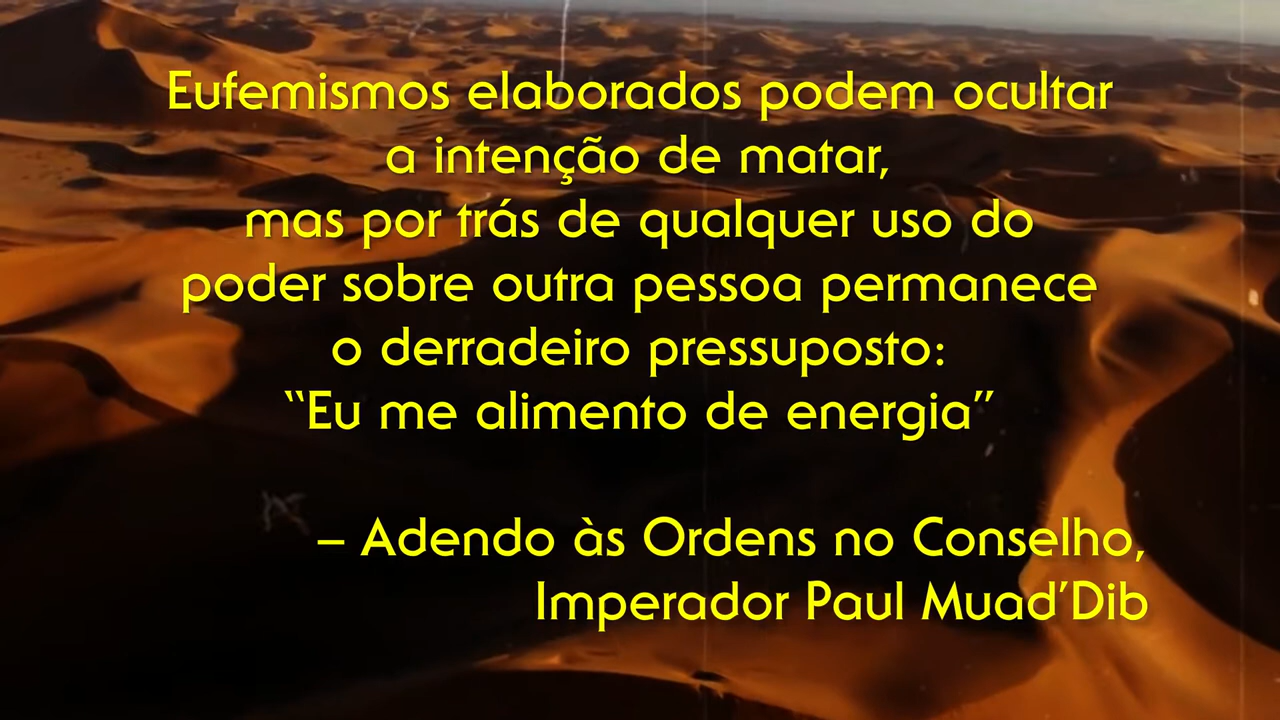 Eufemismos elaborados podem ocultar
a intenção de matar,
mas por trás de qualquer uso do
poder sobre outra pessoa permanece
o derradeiro pressuposto:
“Eu me alimento de energia”
– Adendo às Ordens no Conselho,
Imperador Paul Muad’Dib